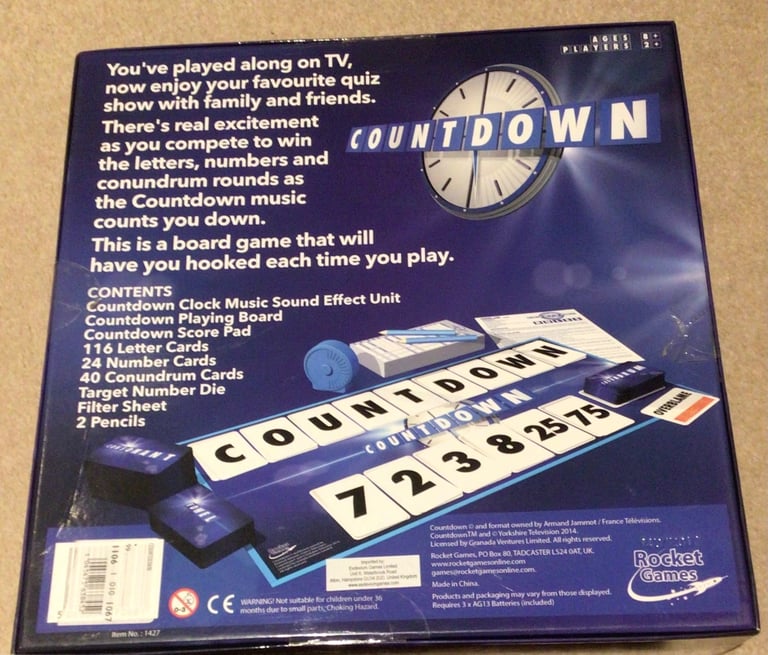 AGES 8+
PLAYERS 2+
You've played along on TV,
now enjoy your favourite quiz
show with family and friends.
There's real excitement
as you compete to win
the letters, numbers and
conundrum rounds as
the Countdown music
counts you down.
This is a board game that will
have you hooked each time you play.
COUNTDOWN
CONTENTS
Countdown Clock Music Sound Effect Unit
Countdown Playing Board
Countdown Score Pad
116 Letter Cards
24 Number Cards
40 Conundrum Cards
Target Number Die
Filter Sheet
2 Pencils
COUNTDOWN
COUNTDOWN
7 2 3 8 25 75
Countdown © and format owned by Armand Jammot / France Télévisions.
CountdownTM and © Yorkshire Television 2014.
Licensed by Granada Ventures Limited. All rights reserved.
Rocket Games, PO Box 80, TADCASTER LS24 0AT, UK.
www.rocketgamesonline.com
games@rocketgamesonline.com.
Made in China.
Products and packaging may vary from those displayed.
Requires 3 x AG13 Batteries (included)
Rocket
Games
Imported by:
0-3
CE
WARNING! Not suitable for children under 36
months due to small parts, Choking Hazard.
Item No. : 1427